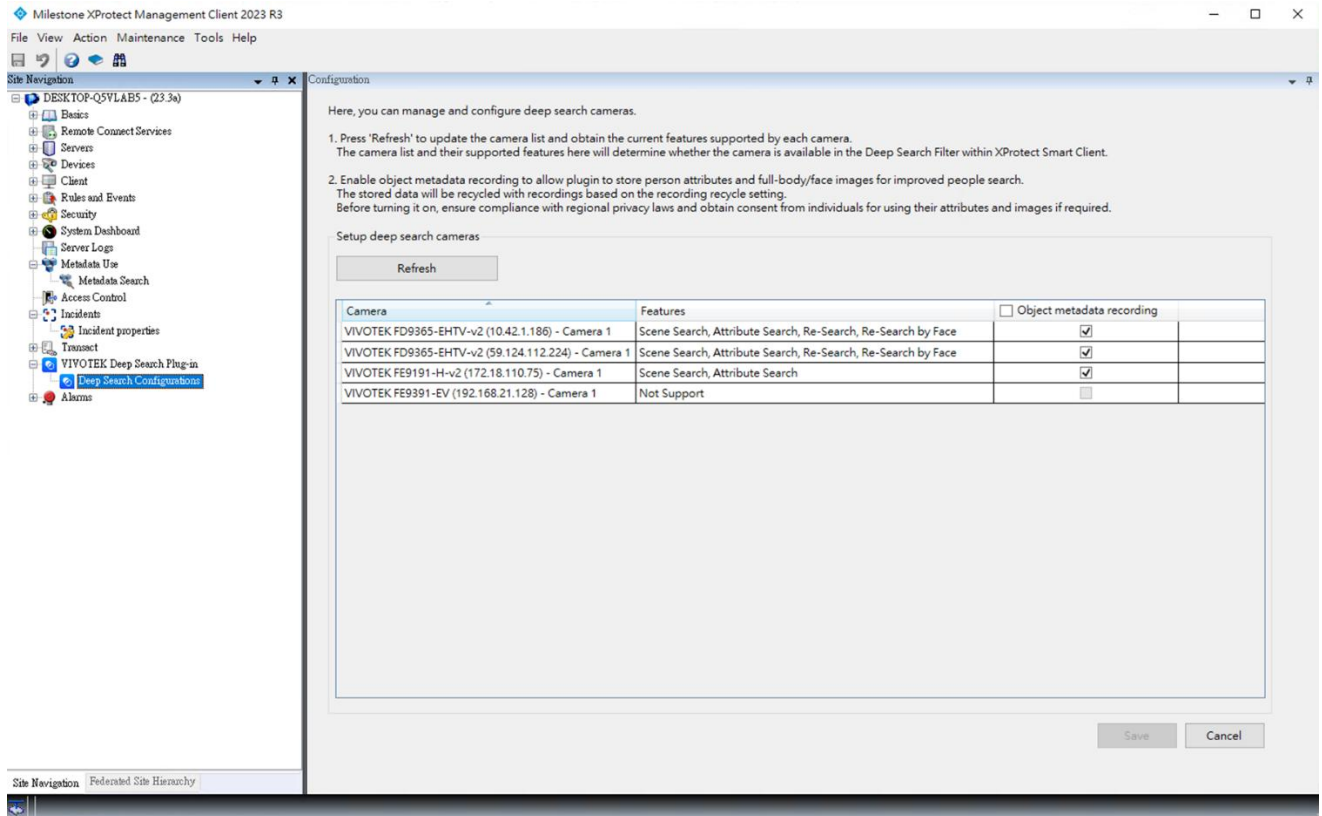 Milestone XProtect Management Client 2023 R3
File View Action Maintenance Tools Help
Site Navigation
DESKTOP-Q5VLAB5 - (23.3a)
Basics
Remote Connect Services
Servers
Devices
Client
Rules and Events
Security
System Dashboard
Server Logs
Metadata Use
Metadata Search
Access Control
Incidents
Incident properties
Transact
VIVOTEK Deep Search Plug-in
Deep Search Configurations
Alarms
Site Navigation Federated Site Hierarchy
Configuration
Here, you can manage and configure deep search cameras.
1. Press 'Refresh' to update the camera list and obtain the current features supported by each camera.
The camera list and their supported features here will determine whether the camera is available in the Deep Search Filter within XProtect Smart Client.
2. Enable object metadata recording to allow plugin to store person attributes and full-body/face images for improved people search.
The stored data will be recycled with recordings based on the recording recycle setting.
Before turning it on, ensure compliance with regional privacy laws and obtain consent from individuals for using their attributes and images if required.
Setup deep search cameras
Refresh
Camera Features Object metadata recording
VIVOTEK FD9365-EHTV-v2 (10.42.1.186) - Camera 1 Scene Search, Attribute Search, Re-Search, Re-Search by Face
VIVOTEK FD9365-EHTV-v2 (59.124.112.224) - Camera 1 Scene Search, Attribute Search, Re-Search, Re-Search by Face
VIVOTEK FE9191-H-v2 (172.18.110.75) - Camera 1 Scene Search, Attribute Search
VIVOTEK FE9391-EV (192.168.21.128) - Camera 1 Not Support
Save Cancel